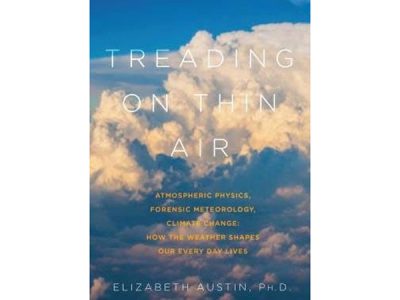 TREADING
ON THIN
AIR
ATMOSPHERIC PHYSICS,
FORENSIC METEOROLOGY,
CLIMATE CHANGE:
HOW THE WEATHER SHAPES
OUR EVERY DAY LIVES
ELIZABETH AUSTIN, PH.D.